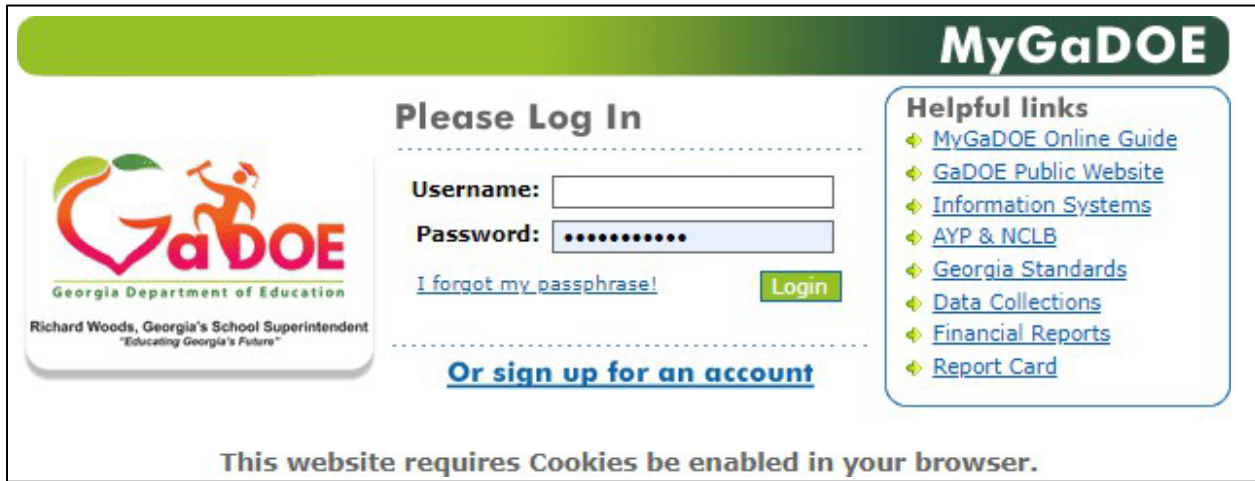 MyGaDOE
GaDOE
Georgia Department of Education
Richard Woods, Georgia's School Superintendent
"Educating Georgia's Future"
Please Log In
Username:
Password: •••••••••••
I forgot my passphrase!
Login
Or sign up for an account
Helpful links
MyGaDOE Online Guide
GaDOE Public Website
Information Systems
AYP & NCLB
Georgia Standards
Data Collections
Financial Reports
Report Card
This website requires Cookies be enabled in your browser.